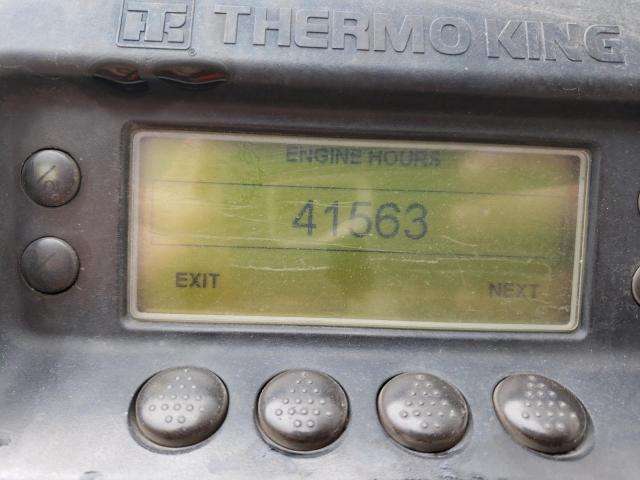 THERMO KING
ENGINE HOURS
41563
EXIT
NEXT